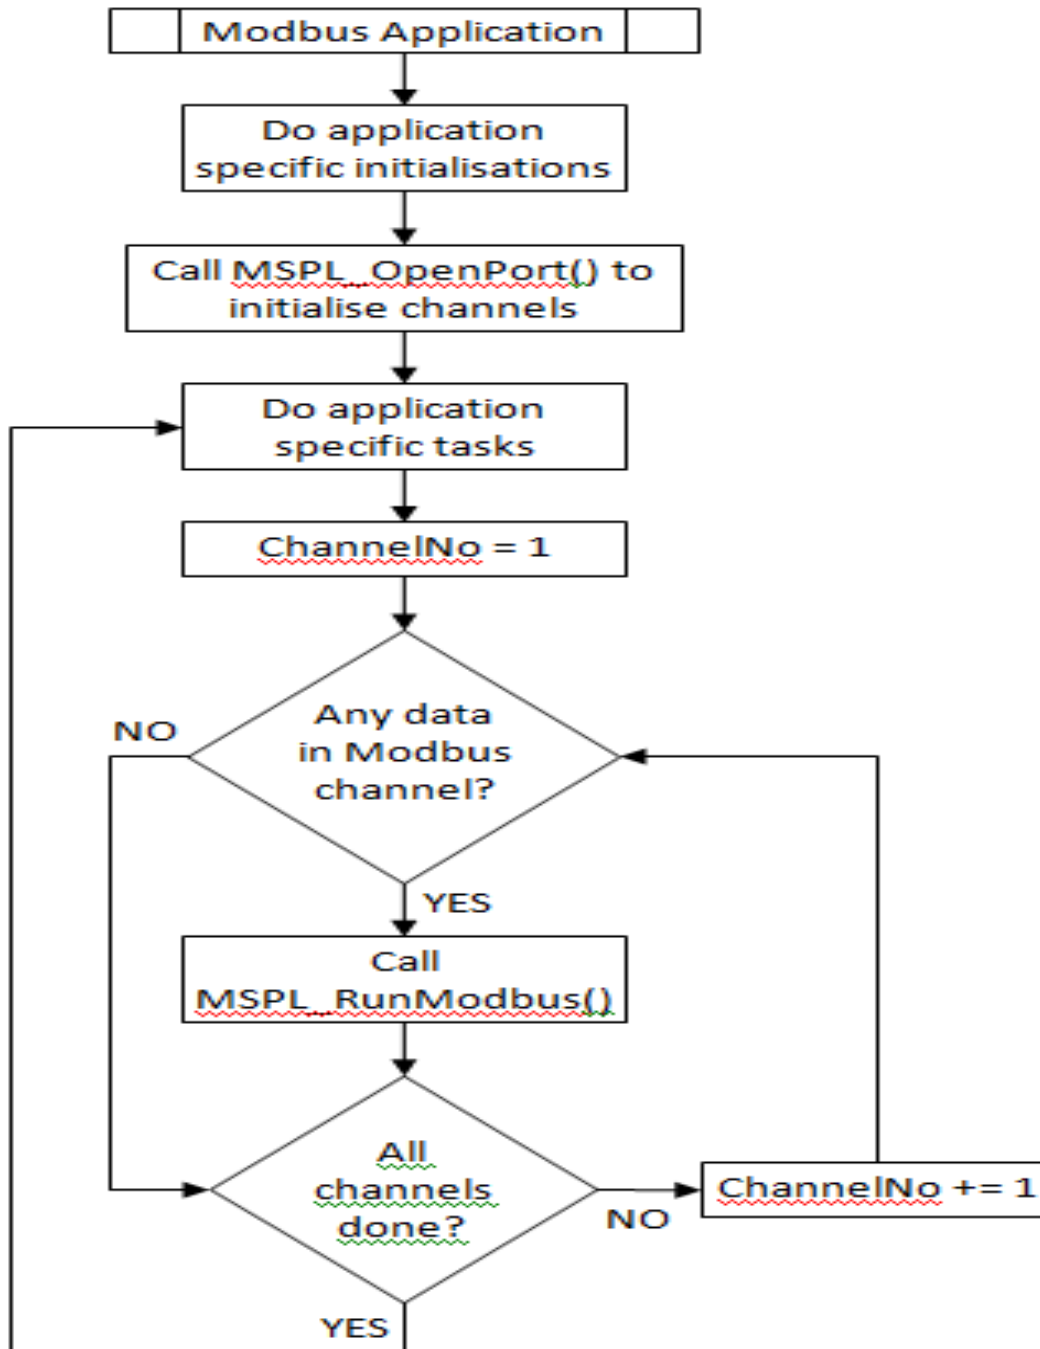 Modbus Application
Do application
specific initialisations
Call MSPL_OpenPort() to
initialise channels
Do application
specific tasks
ChannelNo = 1
Any data
in Modbus
channel?
NO
YES
Call
MSPL_RunModbus()
All
channels
done?
NO
ChannelNo += 1
YES